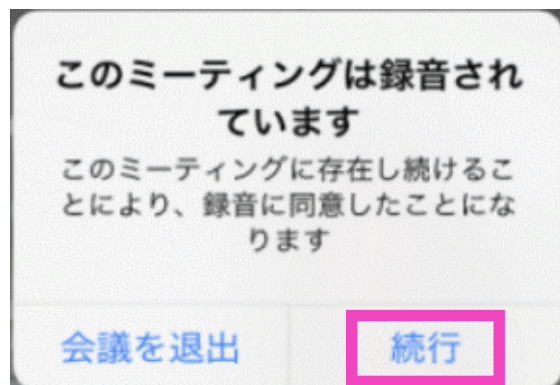 このミーティングは録音され
ています
このミーティングに存在し続けるこ
とにより、録音に同意したことにな
ります
会議を退出
続行